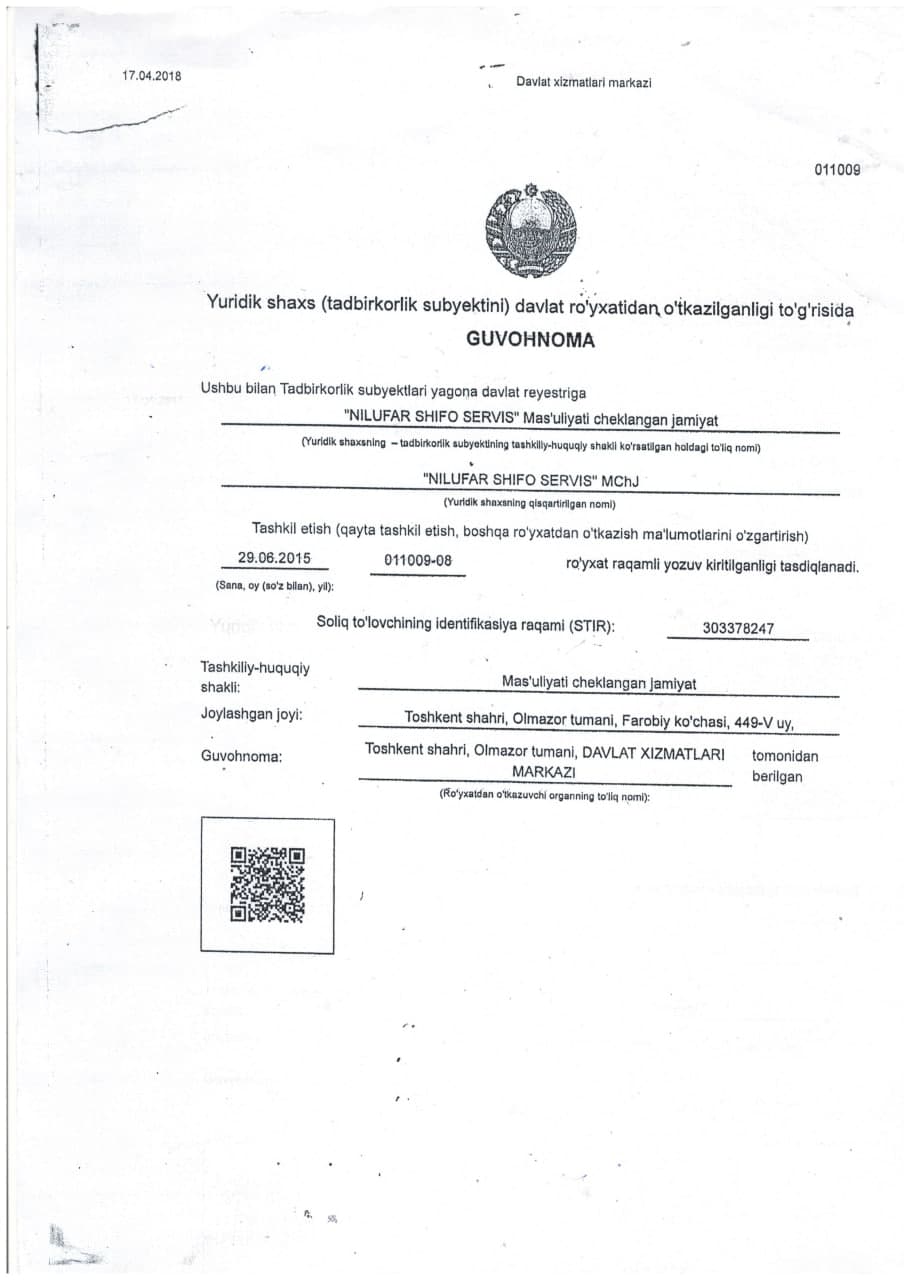 17.04.2018
Davlat xizmatlari markazi
011009
Yuridik shaxs (tadbirkorlik subyektini) davlat ro'yxatidan o'tkazilganligi to'g'risida
GUVOHNOMA
Ushbu bilan Tadbirkorlik subyektlari yagona davlat reyestriga
"NILUFAR SHIFO SERVIS" Mas'uliyati cheklangan jamiyat
(Yuridik shaxsning – tadbirkorlik subyektining tashkiliy-huquqiy shakli ko'rsatilgan holdagi to'liq nomi)
"NILUFAR SHIFO SERVIS" MChJ
(Yuridik shaxsning qisqartirilgan nomi)
Tashkil etish (qayta tashkil etish, boshqa ro'yxatdan o'tkazish ma'lumotlarini o'zgartirish)
29.06.2015 011009-08 ro'yxat raqamli yozuv kiritilganligi tasdiqlanadi.
(Sana, oy (so'z bilan), yil):
Soliq to'lovchining identifikasiya raqami (STIR): 303378247
Tashkiliy-huquqiy
shakli: Mas'uliyati cheklangan jamiyat
Joylashgan joyi: Toshkent shahri, Olmazor tumani, Farobiy ko'chasi, 449-V uy,
Guvohnoma: Toshkent shahri, Olmazor tumani, DAVLAT XIZMATLARI tomonidan
MARKAZI berilgan
(Ro'yxatdan o'tkazuvchi organning to'liq nomi):